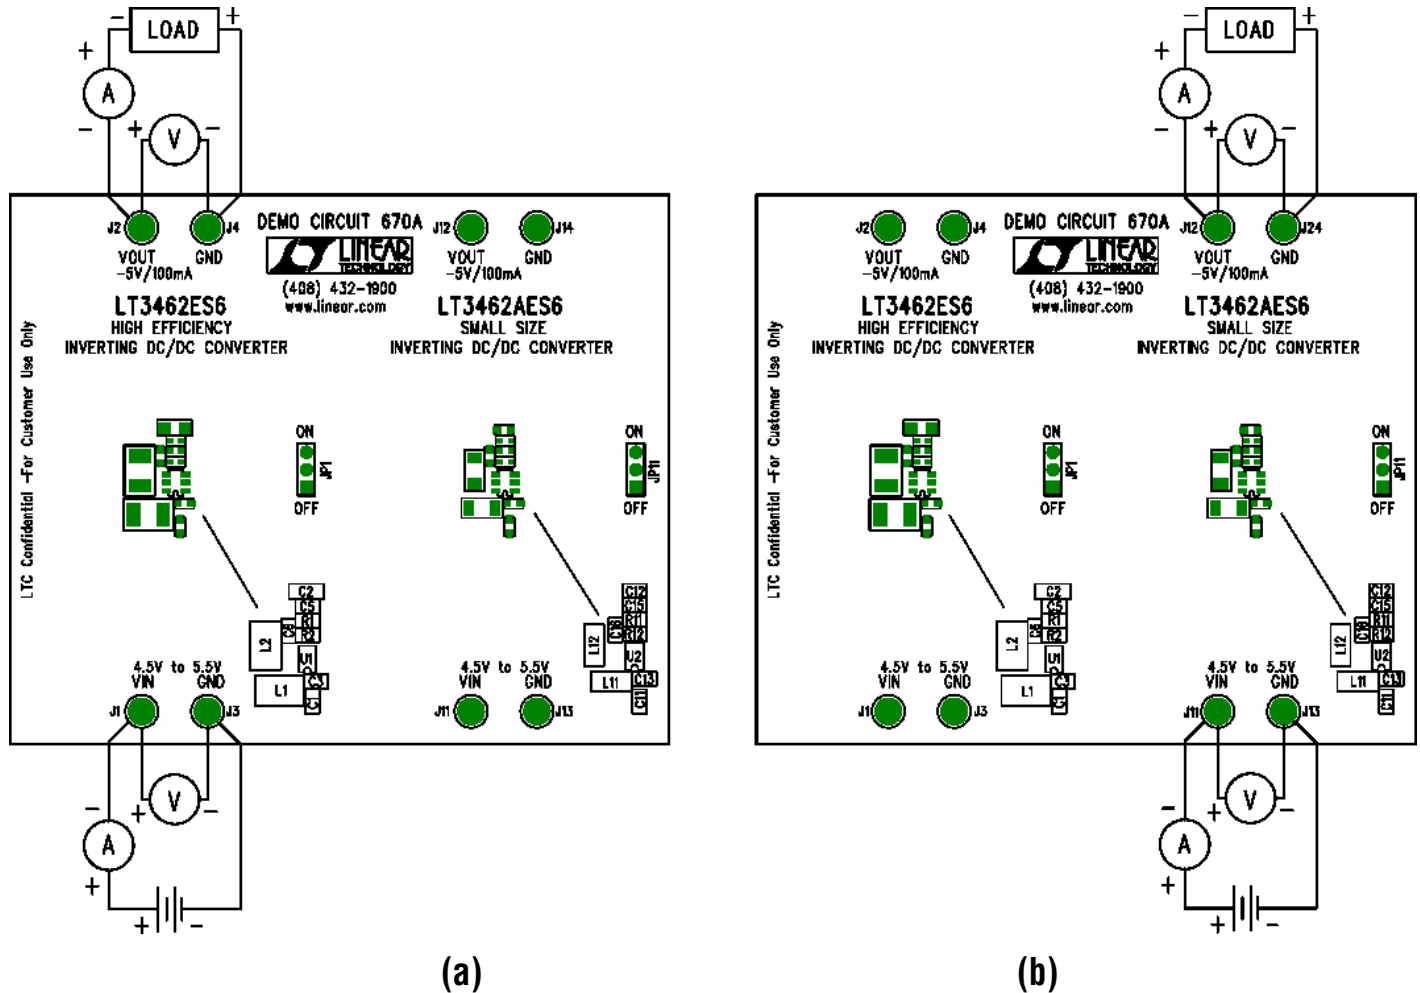 − LOAD +
+
A
−
+ V −
J2 J4 DEMO CIRCUIT 670A J12 J14
VOUT GND LINEAR VOUT GND
−5V/100mA TECHNOLOGY −5V/100mA
(408) 432-1900
LT3462ES6 www.linear.com LT3462AES6
HIGH EFFICIENCY SMALL SIZE
INVERTING DC/DC CONVERTER INVERTING DC/DC CONVERTER
LTC Confidential -For Customer Use Only
ON ON
JP1 JP11
OFF OFF
C2 C12
C5 C15
R1 R11
L2 C6 R2 L12 C16 R12
U1 U2
4.5V to 5.5V 4.5V to 5.5V
VIN GND L1 C3 VIN GND L11 C13
C1 C11
J1 J3 J11 J13
+ V −
−
A
+
+ −
(a)
− LOAD +
+
A
−
+ V −
J2 J4 DEMO CIRCUIT 670A J12 J24
VOUT GND LINEAR VOUT GND
−5V/100mA TECHNOLOGY −5V/100mA
(408) 432-1900
LT3462ES6 www.linear.com LT3462AES6
HIGH EFFICIENCY SMALL SIZE
INVERTING DC/DC CONVERTER INVERTING DC/DC CONVERTER
LTC Confidential -For Customer Use Only
ON ON
JP1 JP11
OFF OFF
C2 C12
C5 C15
R1 R11
L2 C6 R2 L12 C16 R12
U1 U2
4.5V to 5.5V 4.5V to 5.5V
VIN GND L1 C3 VIN GND L11 C13
C1 C11
J1 J3 J11 J13
+ V −
−
A
+
+ −
(b)